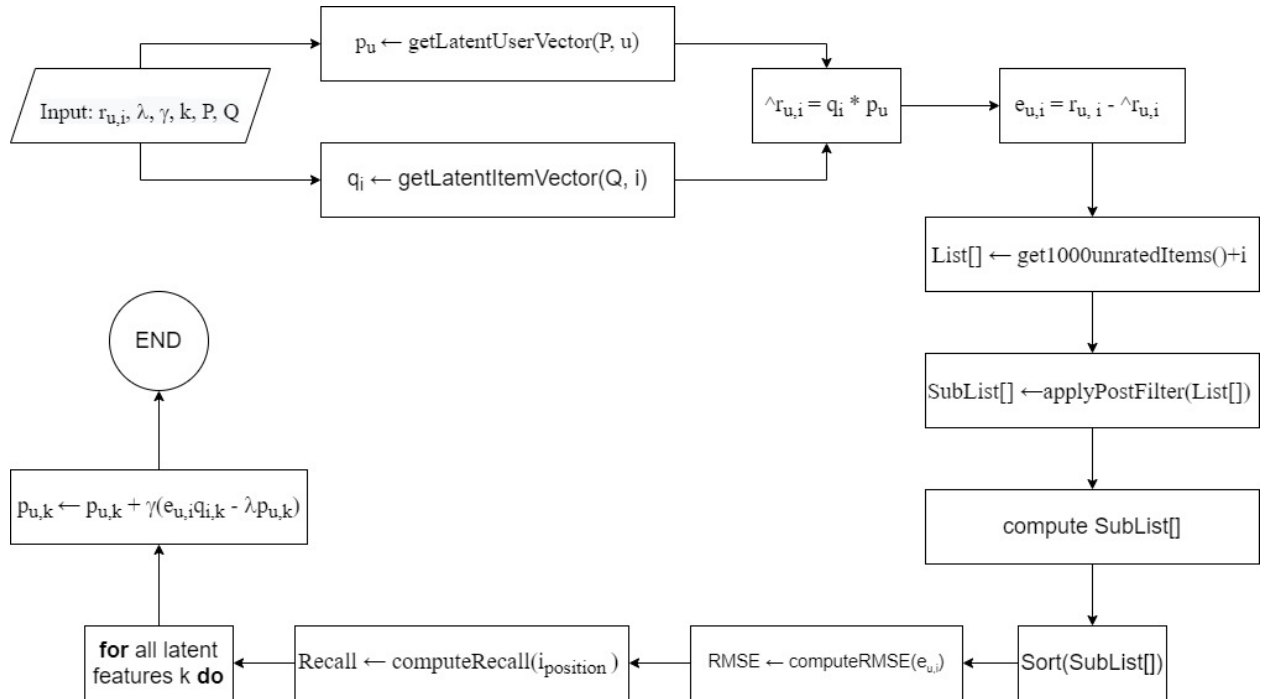 p_u ← getLatentUserVector(P, u)
Input: r_{u,i}, λ, γ, k, P, Q
q_i ← getLatentItemVector(Q, i)
^r_{u,i} = q_i * p_u
e_{u,i} = r_{u, i} - ^r_{u,i}
List[] ← get1000unratedItems()+i
SubList[] ←applyPostFilter(List[])
compute SubList[]
Sort(SubList[])
RMSE ← computeRMSE(e_{u,i})
Recall ← computeRecall(i_{position} )
for all latent
features k do
p_{u,k} ← p_{u,k} + γ(e_{u,i}q_{i,k} - λp_{u,k})
END